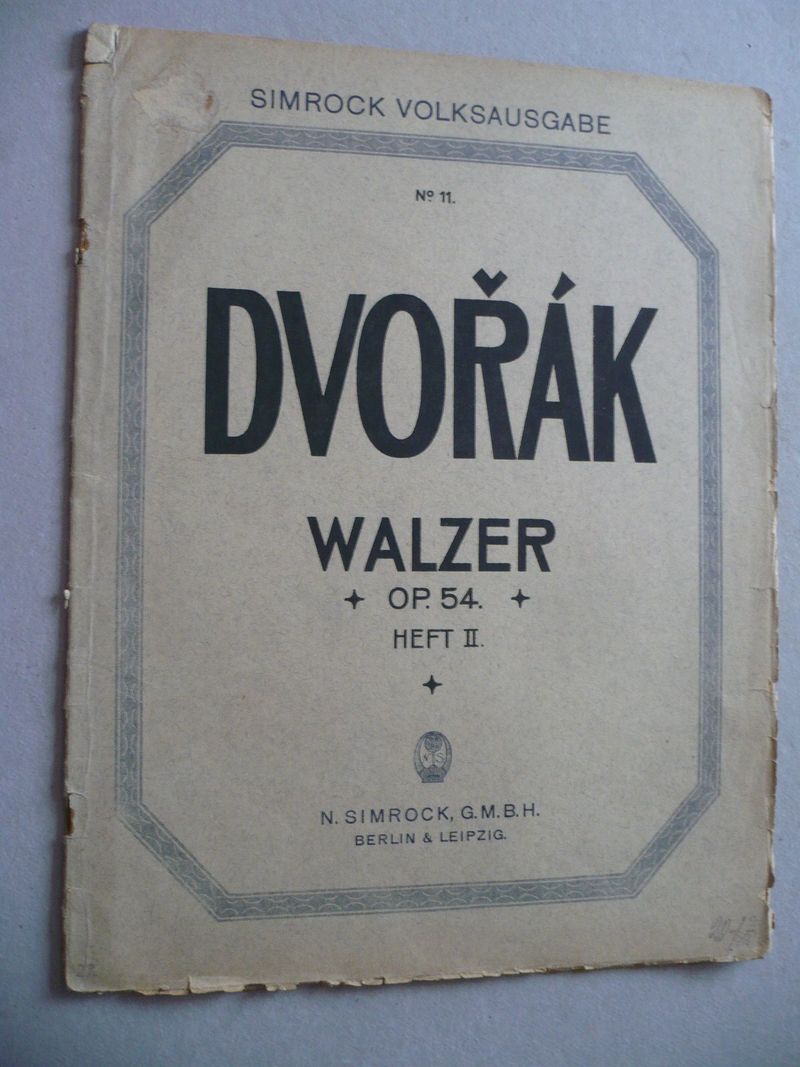 SIMROCK VOLKSAUSGABE
Nº 11.
DVOŘÁK
WALZER
OP. 54.
HEFT II.
N. SIMROCK, G.M.B.H.
BERLIN & LEIPZIG.